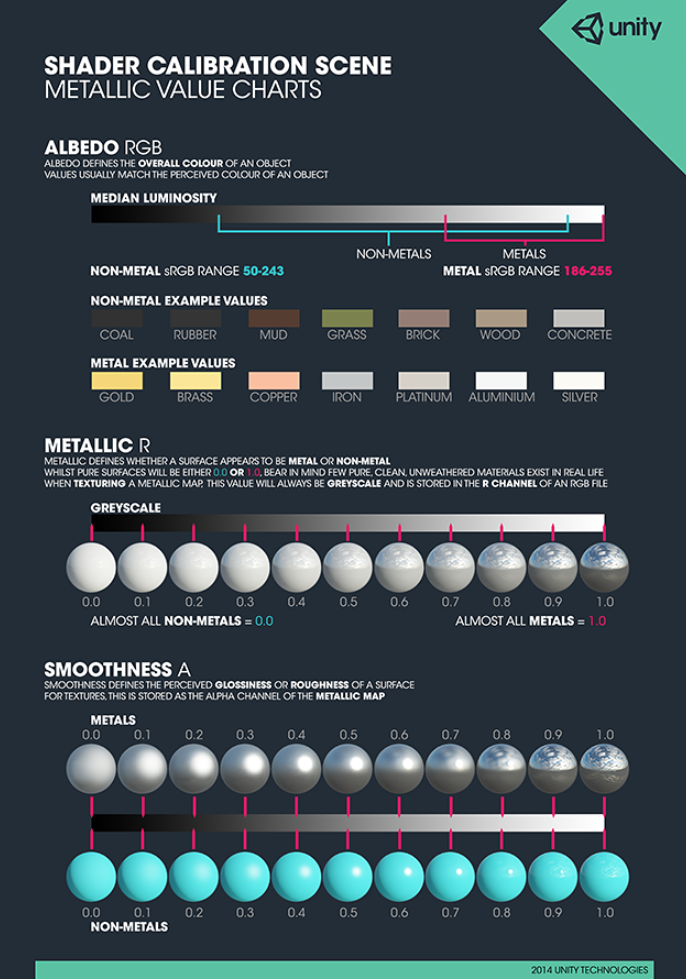 unity
SHADER CALIBRATION SCENE
METALLIC VALUE CHARTS
ALBEDO RGB
ALBEDO DEFINES THE OVERALL COLOUR OF AN OBJECT
VALUES USUALLY MATCH THE PERCEIVED COLOUR OF AN OBJECT
MEDIAN LUMINOSITY
NON-METALS METALS
NON-METAL sRGB RANGE 50-243 METAL sRGB RANGE 186-255
NON-METAL EXAMPLE VALUES
COAL RUBBER MUD GRASS BRICK WOOD CONCRETE
METAL EXAMPLE VALUES
GOLD BRASS COPPER IRON PLATINUM ALUMINIUM SILVER
METALLIC R
METALLIC DEFINES WHETHER A SURFACE APPEARS TO BE METAL OR NON-METAL
WHILST PURE SURFACES WILL BE EITHER 0.0 OR 1.0, BEAR IN MIND FEW PURE, CLEAN, UNWEATHERED MATERIALS EXIST IN REAL LIFE
WHEN TEXTURING A METALLIC MAP, THIS VALUE WILL ALWAYS BE GREYSCALE AND IS STORED IN THE R CHANNEL OF AN RGB FILE
GREYSCALE
0.0 0.1 0.2 0.3 0.4 0.5 0.6 0.7 0.8 0.9 1.0
ALMOST ALL NON-METALS = 0.0 ALMOST ALL METALS = 1.0
SMOOTHNESS A
SMOOTHNESS DEFINES THE PERCEIVED GLOSSINESS OR ROUGHNESS OF A SURFACE
FOR TEXTURES, THIS IS STORED AS THE ALPHA CHANNEL OF THE METALLIC MAP
METALS
0.0 0.1 0.2 0.3 0.4 0.5 0.6 0.7 0.8 0.9 1.0
0.0 0.1 0.2 0.3 0.4 0.5 0.6 0.7 0.8 0.9 1.0
NON-METALS
2014 UNITY TECHNOLOGIES